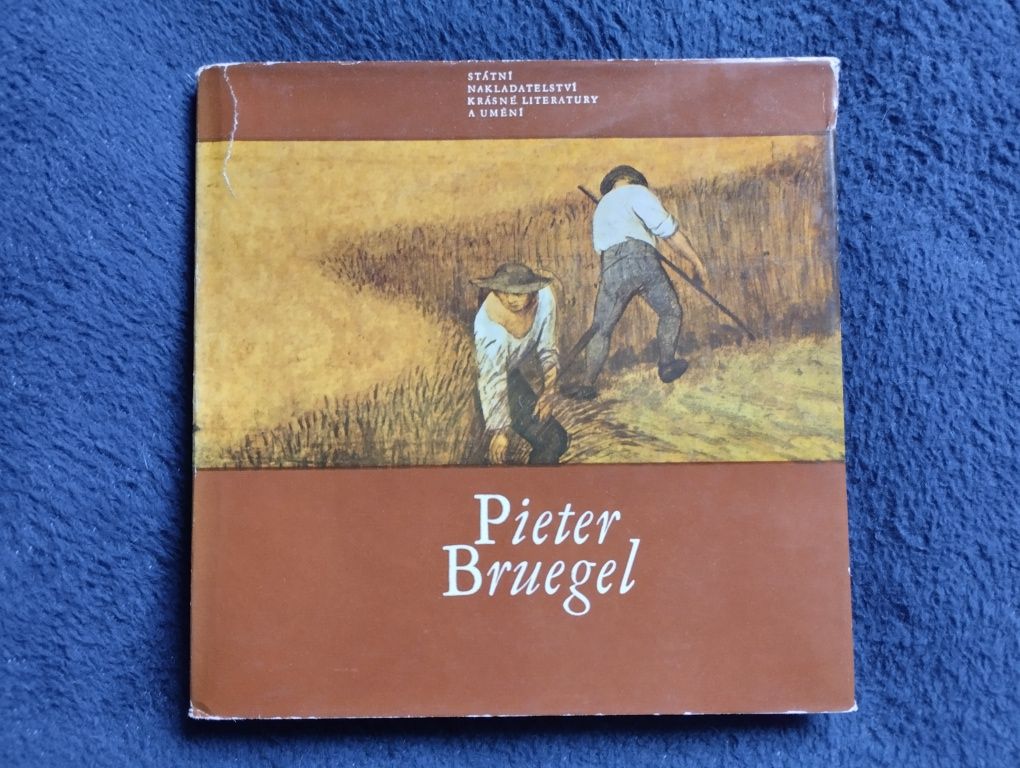 STÁTNÍ
NAKLADATELSTVÍ
KRÁSNÉ LITERATURY
A UMĚNÍ
Pieter
Bruegel